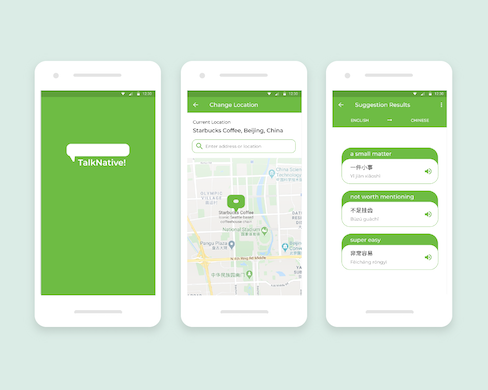 12:30
TalkNative!
12:30
Change Location
Current Location
Starbucks Coffee, Beijing, China
Enter address or location
Starbucks Coffee
National Stadium
Pangu Plaza
12:30
Suggestion Results
ENGLISH
CHINESE
a small matter
一件小事
Yī jiàn xiǎoshì
not worth mentioning
不足挂齿
Bùzú guàchǐ
super easy
非常容易
Fēicháng róngyì